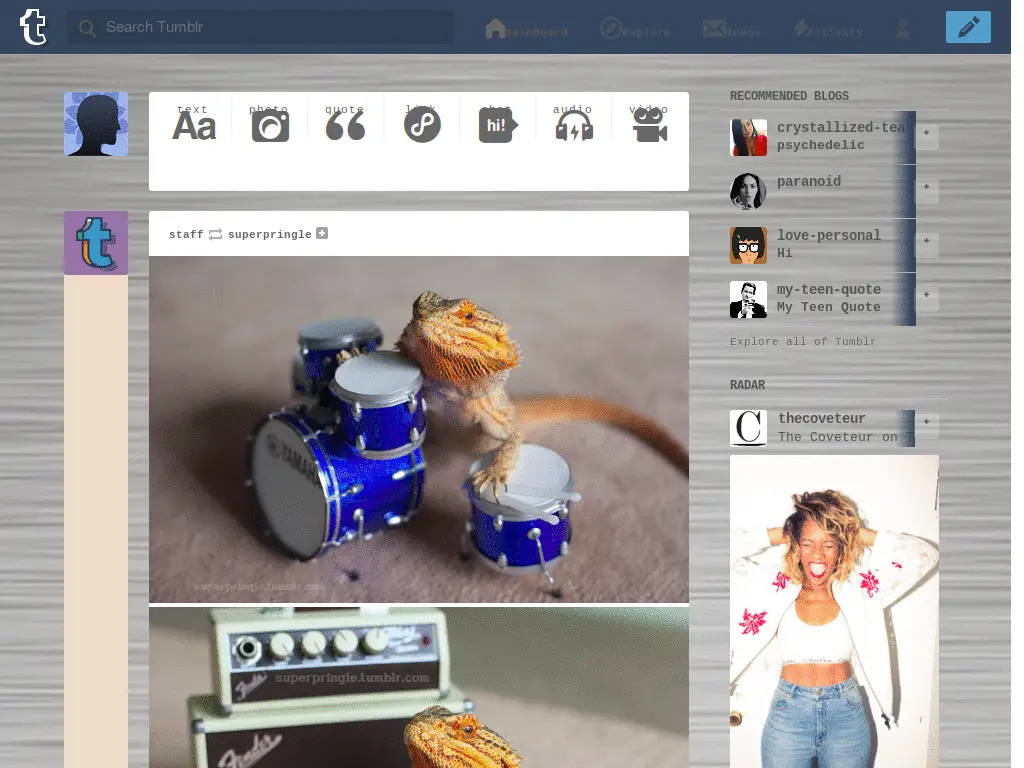 t
Search Tumblr
Dashboard
Explore
Inbox
Activity
text photo quote link chat audio video
Aa
hi!
staff superpringle
YAMAHA
superpringle.tumblr.com
superpringle.tumblr.com
Fender
Fender
RECOMMENDED BLOGS
crystallized-tea
psychedelic
+
paranoid
+
love-personal
Hi
+
my-teen-quote
My Teen Quote
+
Explore all of Tumblr
RADAR
C
thecoveteur
The Coveteur on T
+